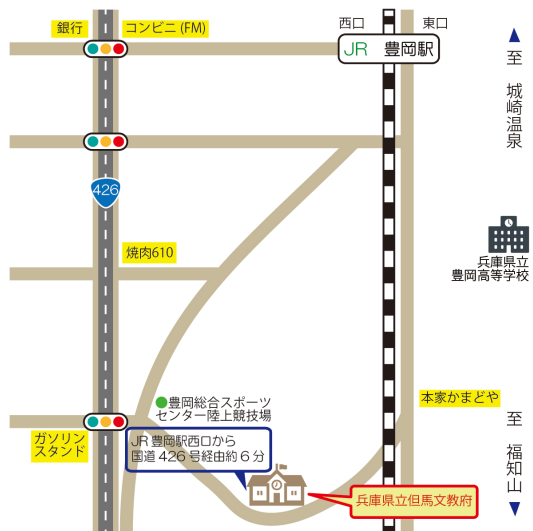 銀行
コンビニ (FM)
西口
東口
JR 豊岡駅
至
城崎温泉
426
焼肉610
兵庫県立
豊岡高等学校
豊岡総合スポーツ
センター陸上競技場
本家かまどや
ガソリン
スタンド
JR 豊岡駅西口から
国道 426 号経由約 6 分
至
福知山
兵庫県立但馬文教府